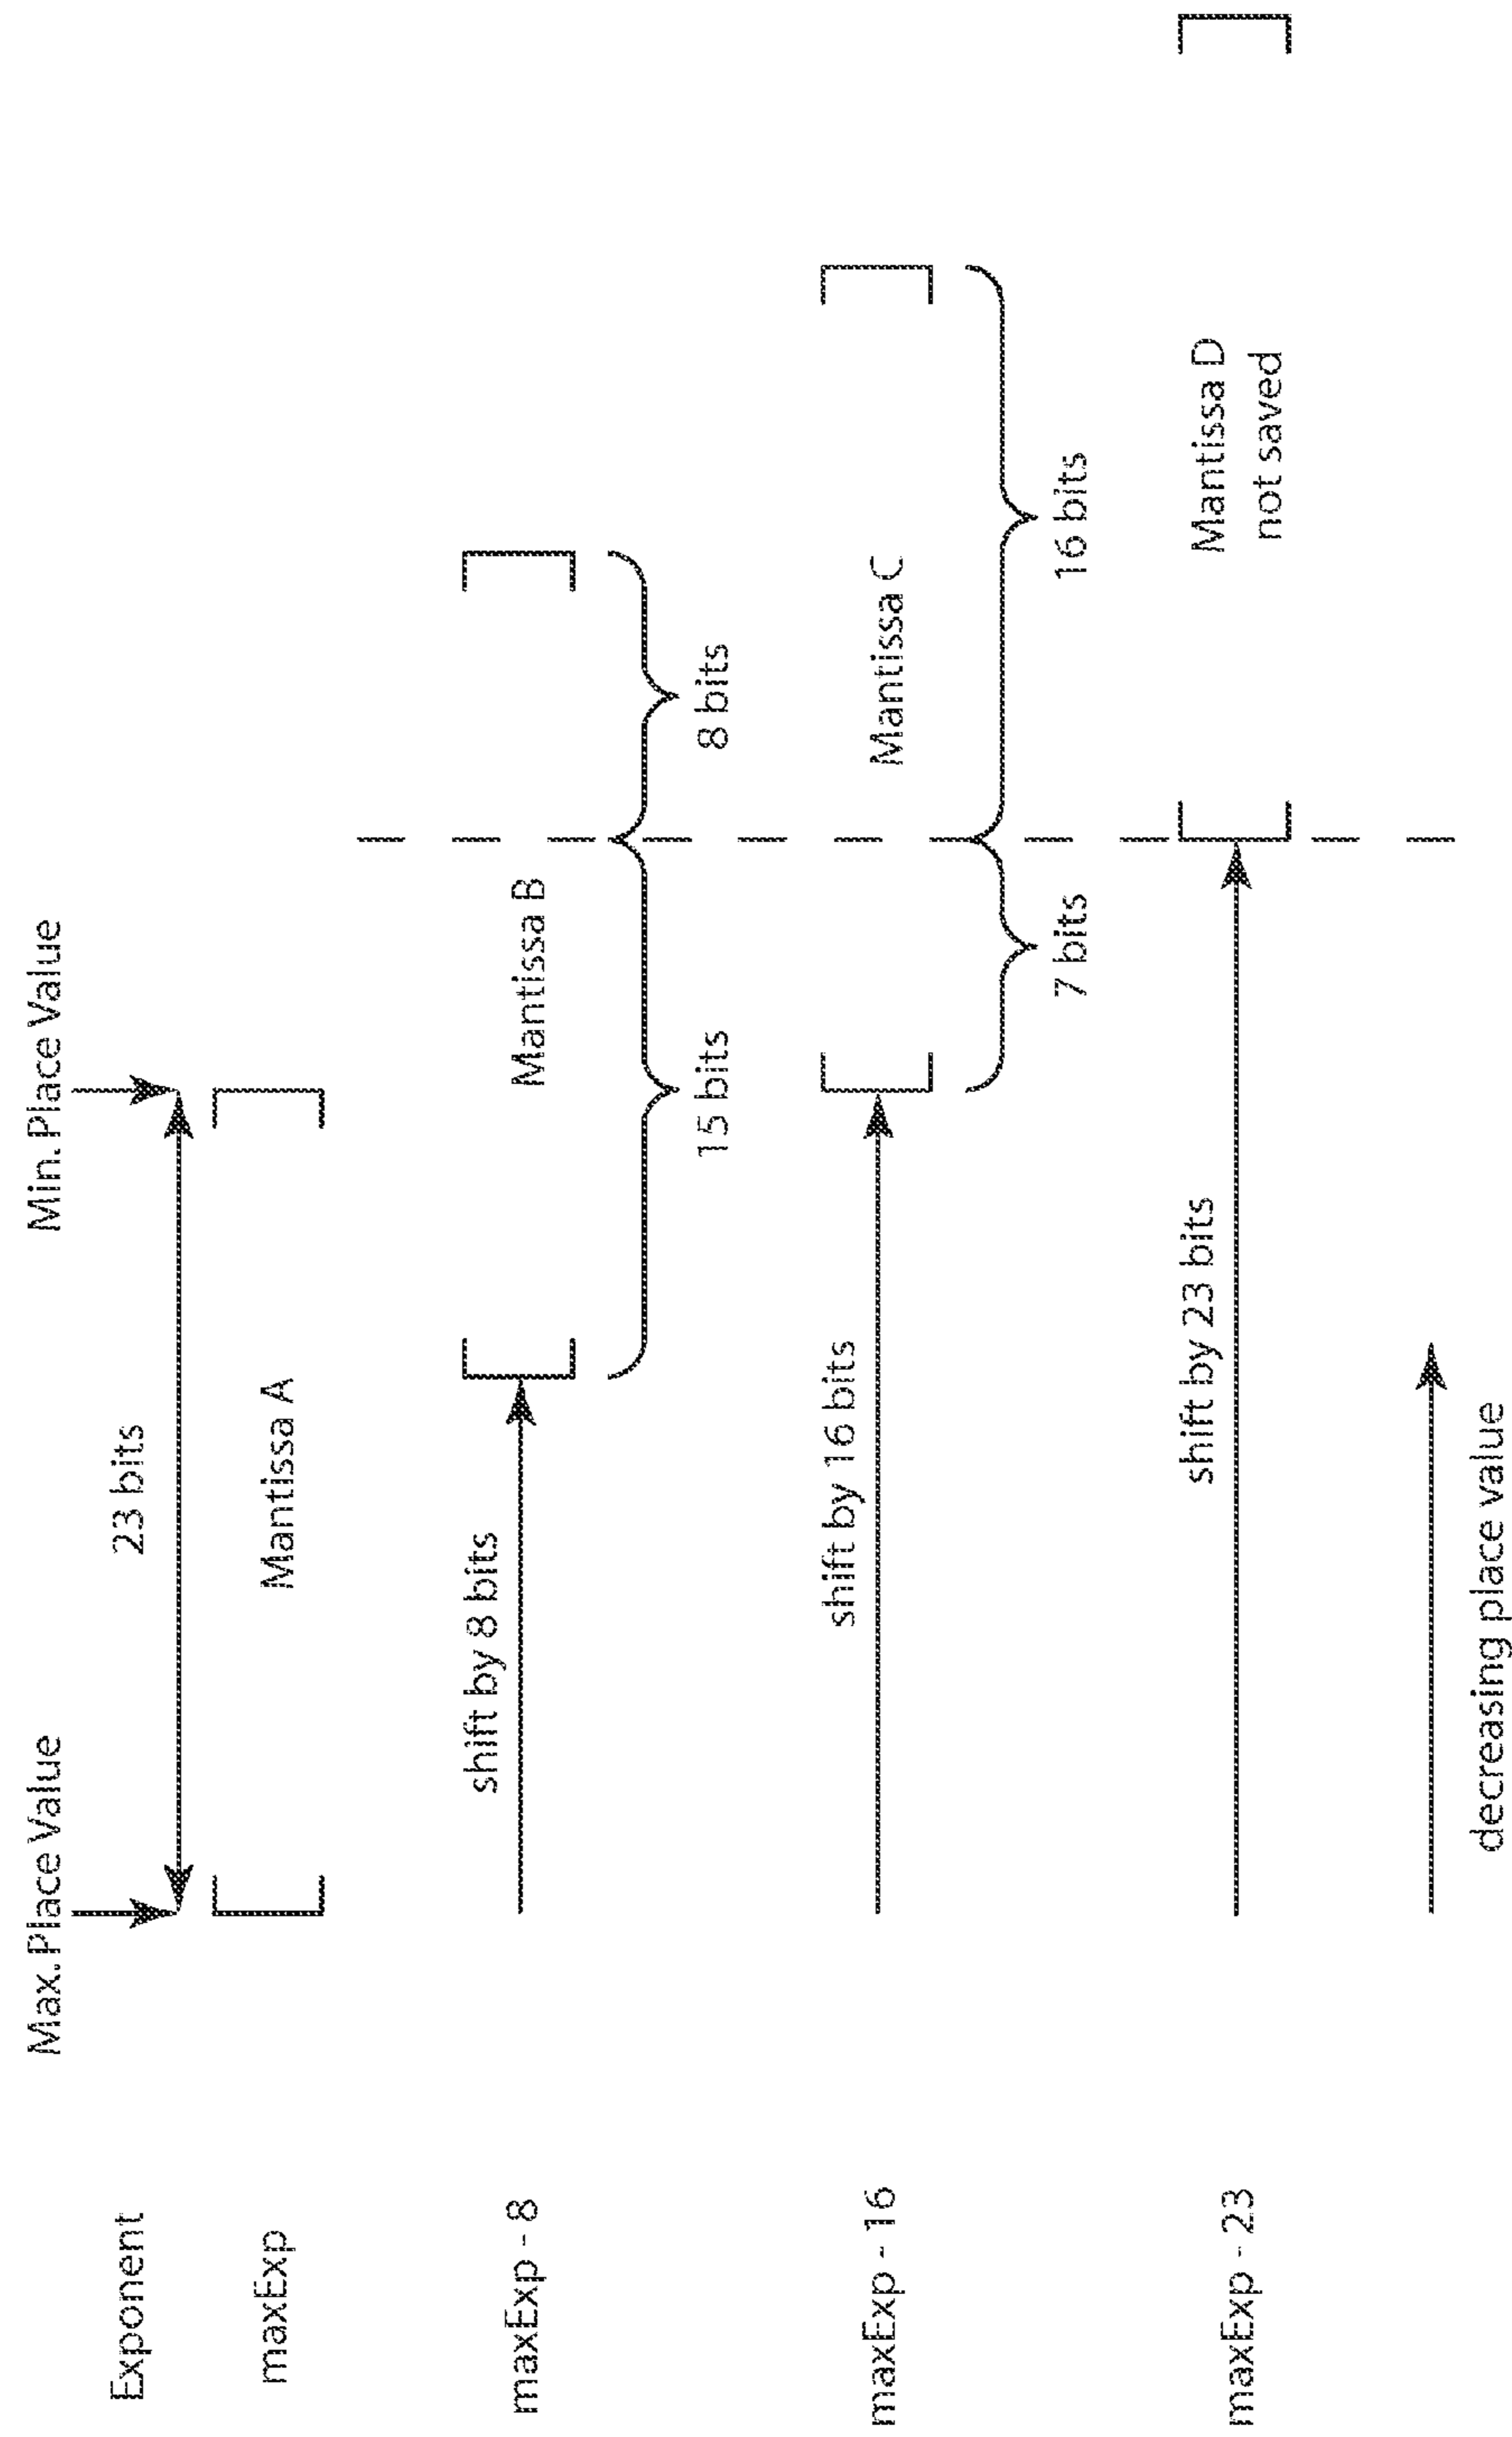 Max. Place Value
Min. Place Value
Exponent
23 bits
maxExp
Mantissa A
maxExp - 8
shift by 8 bits
Mantissa B
15 bits
8 bits
maxExp - 16
shift by 16 bits
Mantissa C
7 bits
16 bits
maxExp - 23
shift by 23 bits
Mantissa D
not saved
decreasing place value